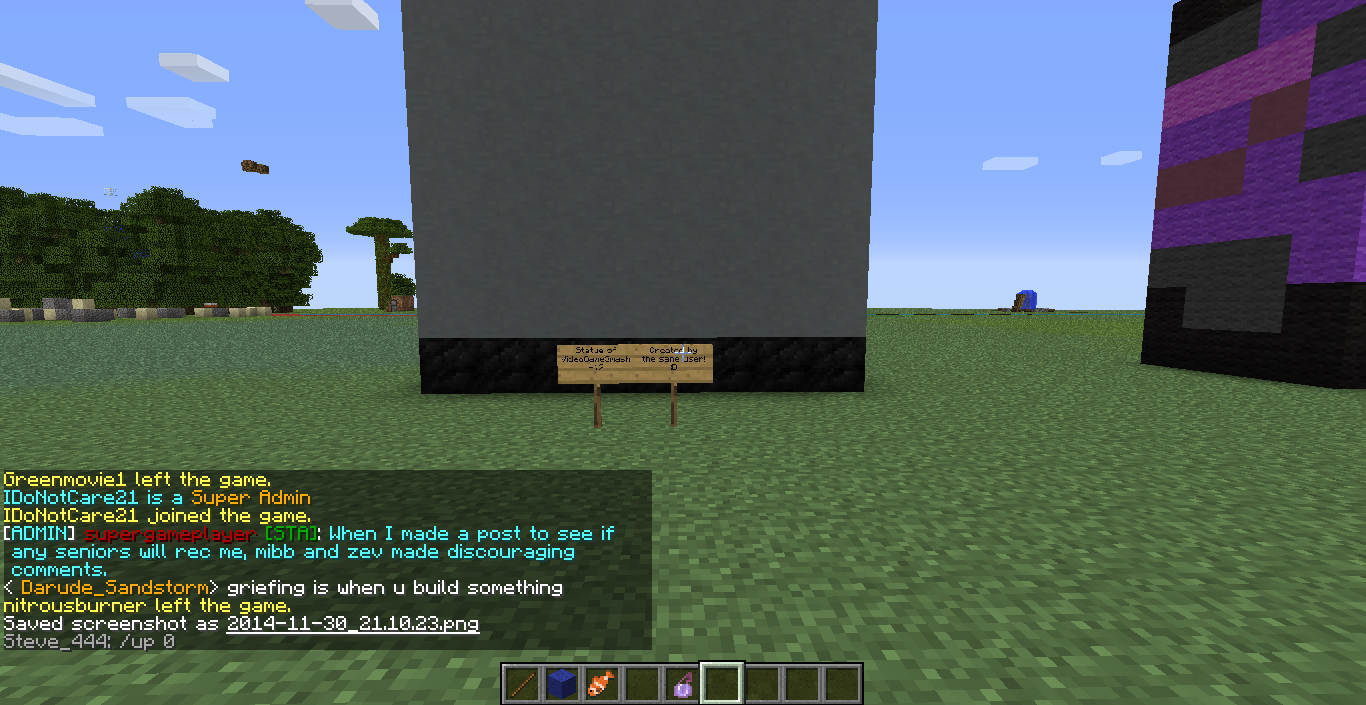 Statue of
VideoGameSmash
Created by
the same user!
:D
Greenmovie1 left the game.
IDoNotCare21 is a Super Admin
IDoNotCare21 joined the game.
[ADMIN] supergameplayer [STA]: When I made a post to see if
any seniors will rec me, mibb and zev made discouraging
comments.
< Darude_Sandstorm> griefing is when u build something
nitrousburner left the game.
Saved screenshot as 2014-11-30_21.10.23.png
Steve_444: /up 0